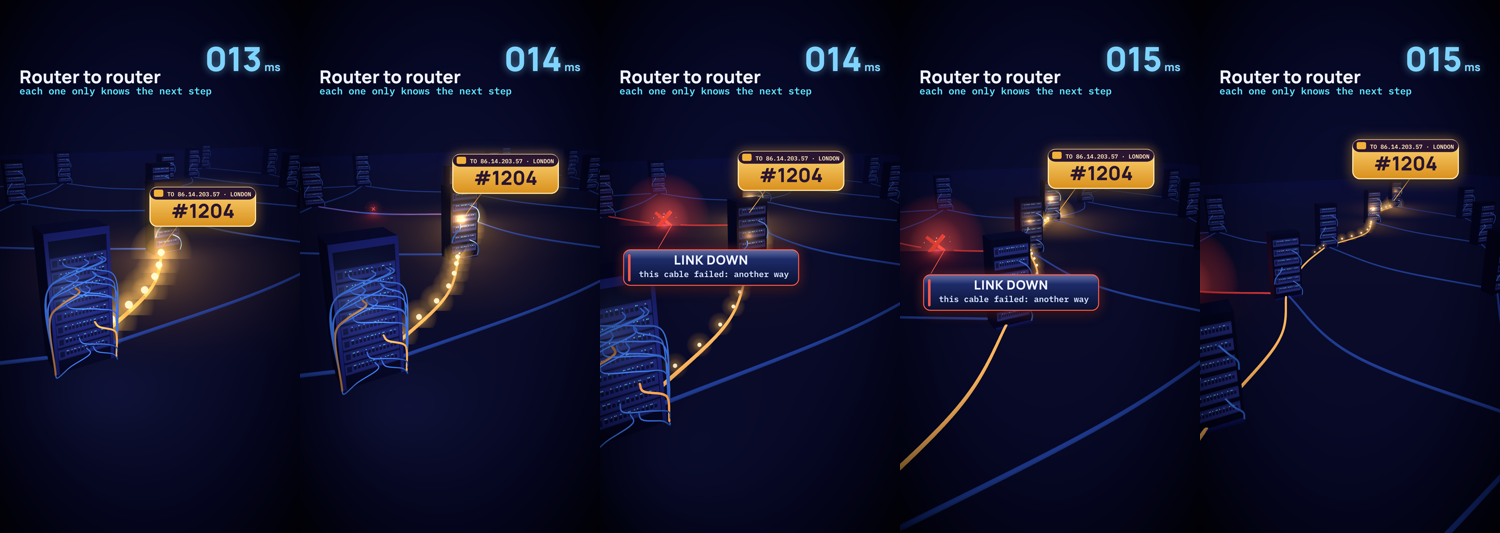 013 ms
Router to router
each one only knows the next step
TO 86.14.203.57 · LONDON
#1204
014 ms
Router to router
each one only knows the next step
TO 86.14.203.57 · LONDON
#1204
014 ms
Router to router
each one only knows the next step
TO 86.14.203.57 · LONDON
#1204
LINK DOWN
this cable failed: another way
015 ms
Router to router
each one only knows the next step
TO 86.14.203.57 · LONDON
#1204
LINK DOWN
this cable failed: another way
015 ms
Router to router
each one only knows the next step
TO 86.14.203.57 · LONDON
#1204